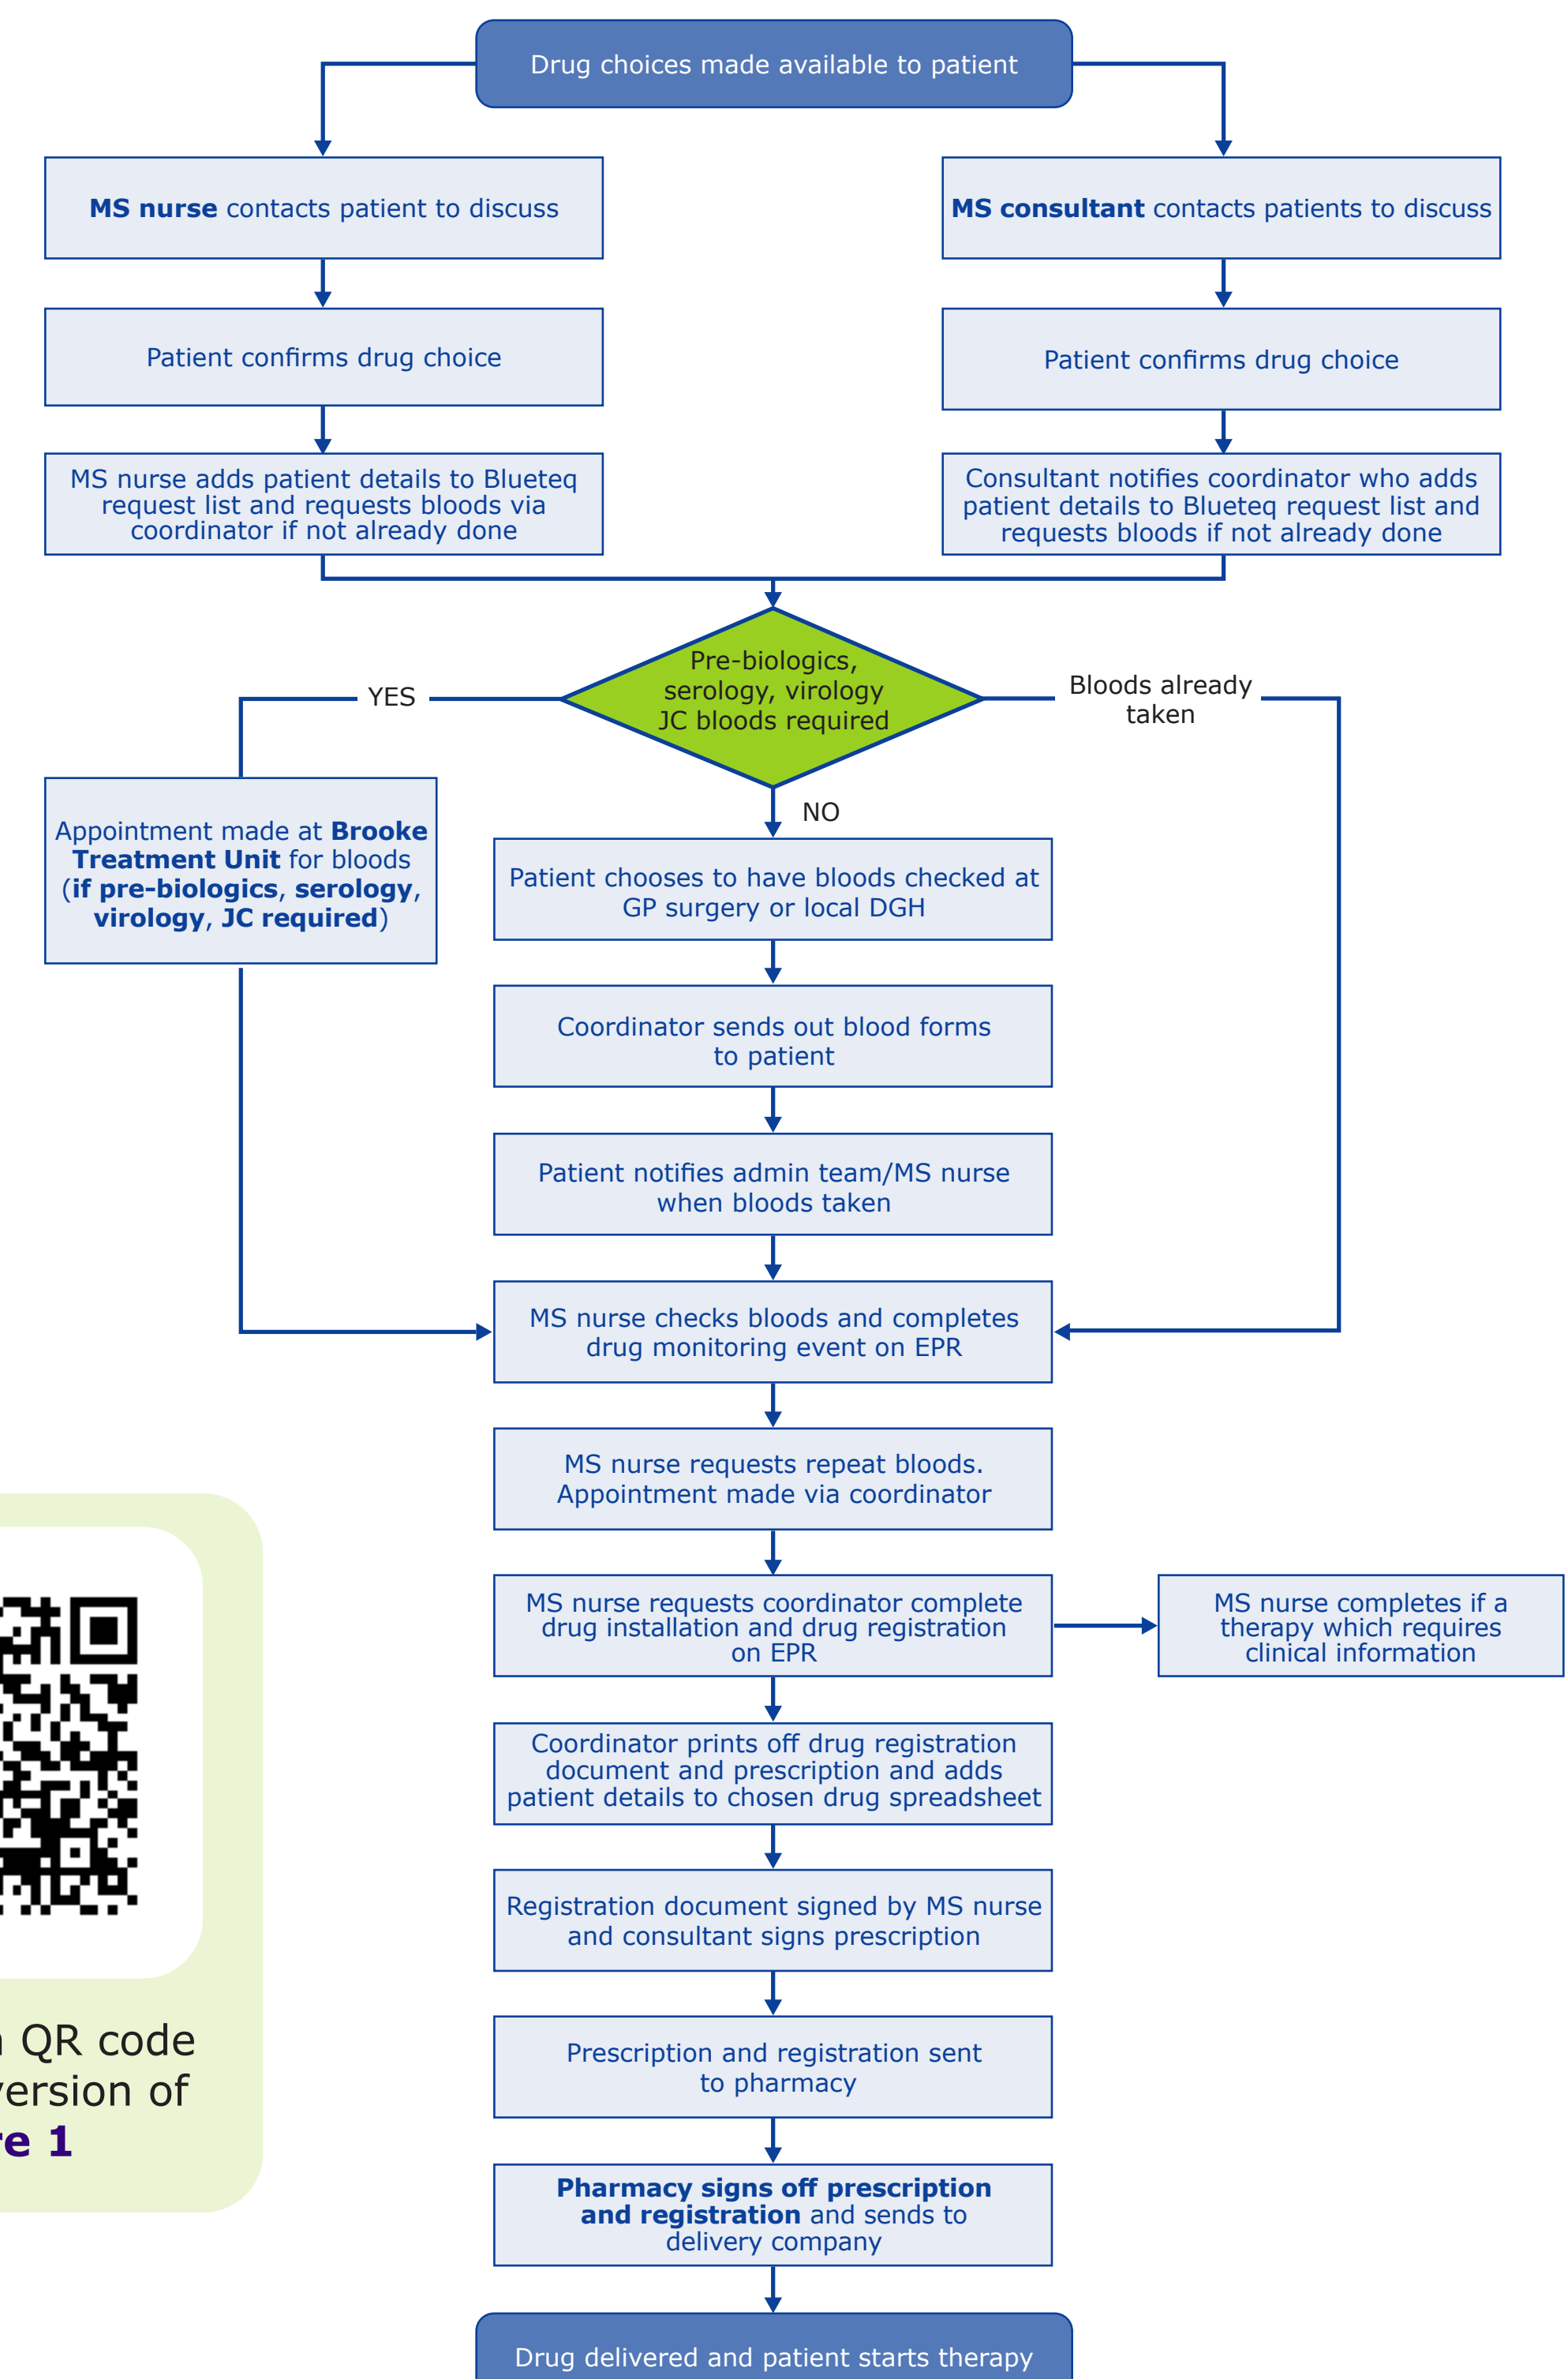 Drug choices made available to patient
MS nurse contacts patient to discuss
MS consultant contacts patients to discuss
Patient confirms drug choice
Patient confirms drug choice
MS nurse adds patient details to Blueteq
request list and requests bloods via
coordinator if not already done
Consultant notifies coordinator who adds
patient details to Blueteq request list and
requests bloods if not already done
Pre-biologics,
serology, virology
JC bloods required
YES
Bloods already
taken
NO
Appointment made at Brooke
Treatment Unit for bloods
(if pre-biologics, serology,
virology, JC required)
Patient chooses to have bloods checked at
GP surgery or local DGH
Coordinator sends out blood forms
to patient
Patient notifies admin team/MS nurse
when bloods taken
MS nurse checks bloods and completes
drug monitoring event on EPR
MS nurse requests repeat bloods.
Appointment made via coordinator
MS nurse requests coordinator complete
drug installation and drug registration
on EPR
MS nurse completes if a
therapy which requires
clinical information
Coordinator prints off drug registration
document and prescription and adds
patient details to chosen drug spreadsheet
Registration document signed by MS nurse
and consultant signs prescription
Prescription and registration sent
to pharmacy
Pharmacy signs off prescription
and registration and sends to
delivery company
Drug delivered and patient starts therapy
QR code
version of
1